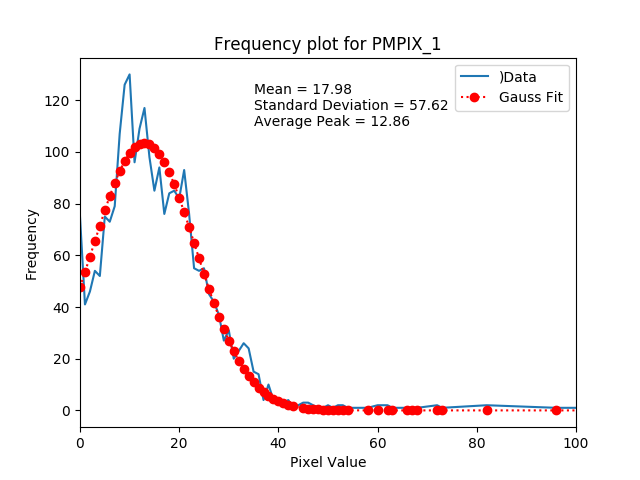 Frequency plot for PMPIX_1
)Data
Gauss Fit
Mean = 17.98
Standard Deviation = 57.62
Average Peak = 12.86
Frequency
120
100
80
60
40
20
0
0 20 40 60 80 100
Pixel Value